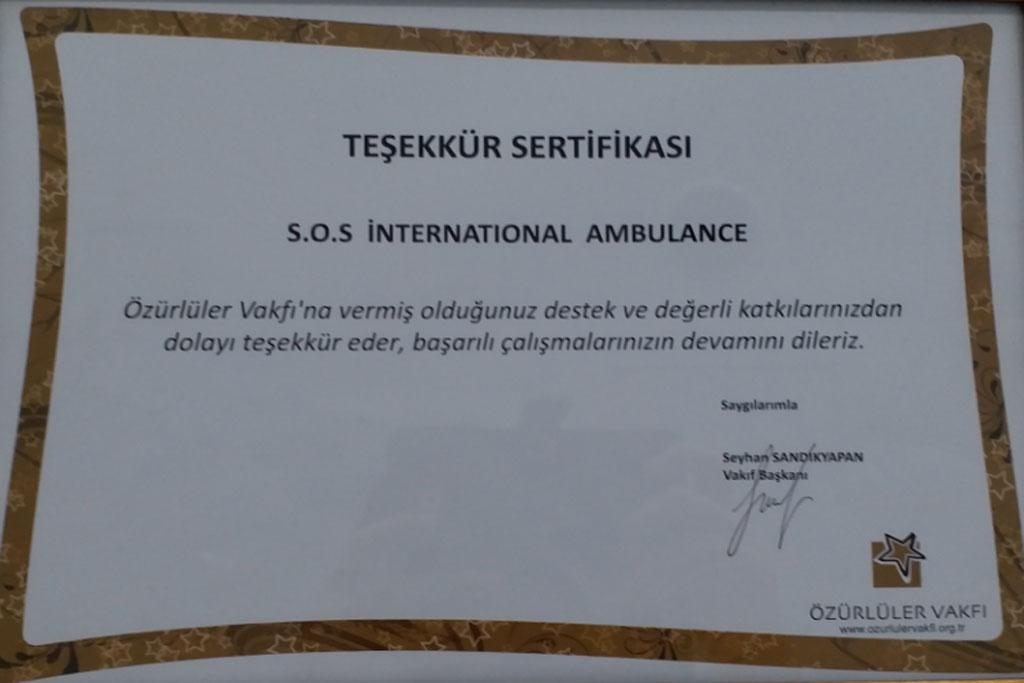 TEŞEKKÜR SERTİFİKASI
S.O.S İNTERNATIONAL AMBULANCE
Özürlüler Vakfı'na vermiş olduğunuz destek ve değerli katkılarınızdan
dolayı teşekkür eder, başarılı çalışmalarınızın devamını dileriz.
Saygılarımla
Seyhan SANDIKYAPAN
Vakıf Başkanı
ÖZÜRLÜLER VAKFI
www.ozurlulervakfi.org.tr